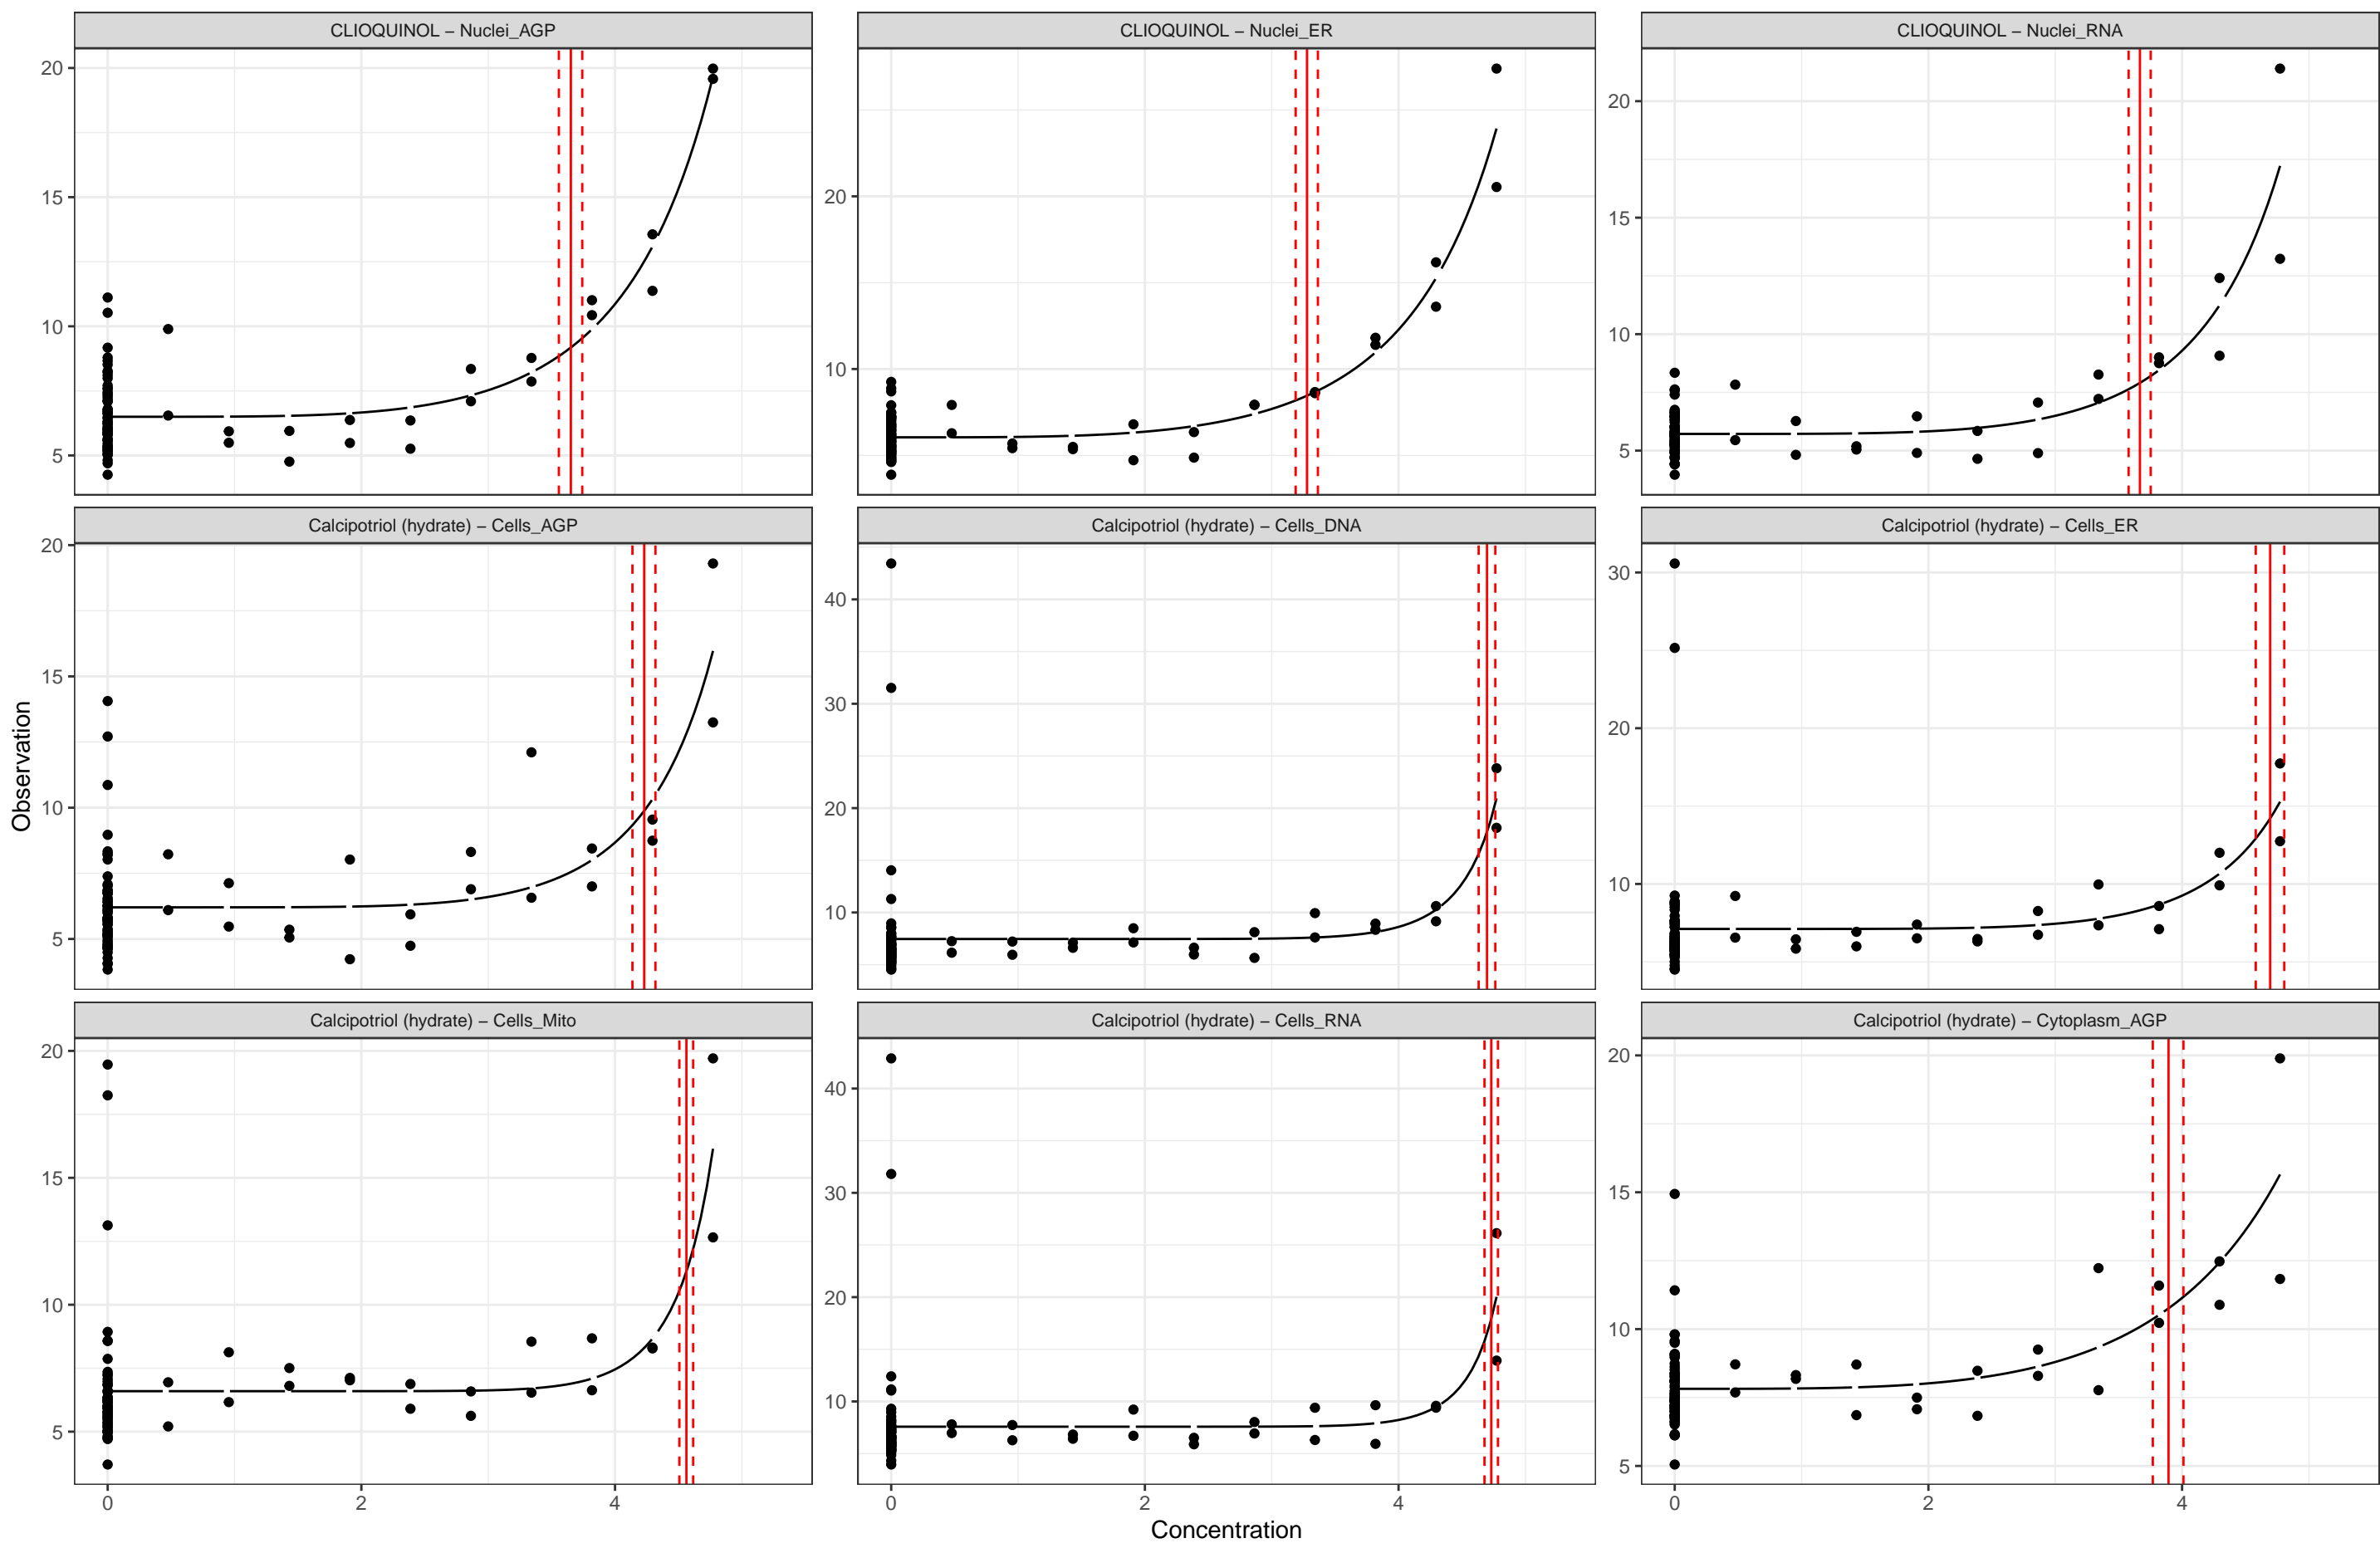 CLIOQUINOL − Nuclei_AGP
CLIOQUINOL − Nuclei_ER
CLIOQUINOL − Nuclei_RNA
20
15
10
5
20
10
20
15
10
5
Calcipotriol (hydrate) − Cells_AGP
Calcipotriol (hydrate) − Cells_DNA
Calcipotriol (hydrate) − Cells_ER
20
15
10
5
40
30
20
10
30
20
10
Observation
Calcipotriol (hydrate) − Cells_Mito
Calcipotriol (hydrate) − Cells_RNA
Calcipotriol (hydrate) − Cytoplasm_AGP
20
15
10
5
40
30
20
10
20
15
10
5
0 2 4
0 2 4
0 2 4
Concentration